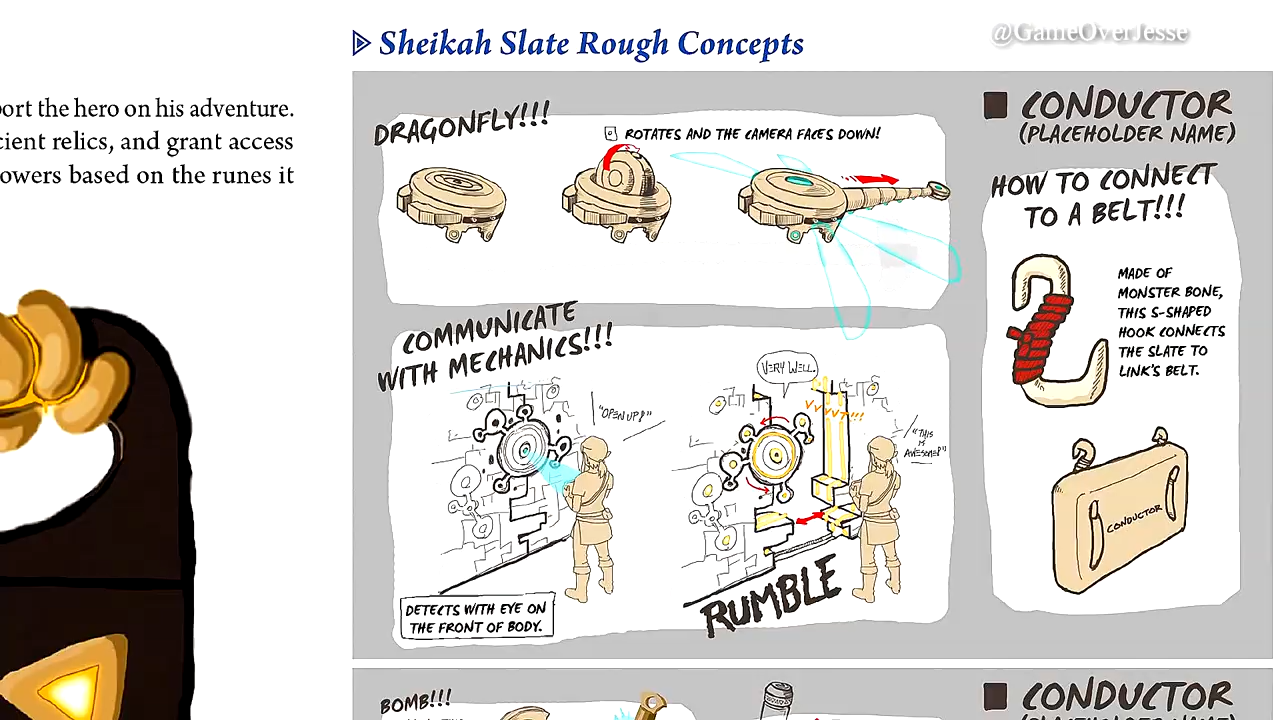 @GameOverJesse
Sheikah Slate Rough Concepts
port the hero on his adventure.
cient relics, and grant access
owers based on the runes it
DRAGONFLY!!!
ROTATES AND THE CAMERA FACES DOWN!
COMMUNICATE
WITH MECHANICS!!!
"OPEN UP!"
VERY WELL.
VVVVT!!!
"THIS
IS
AWESOME!"
DETECTS WITH EYE ON
THE FRONT OF BODY.
RUMBLE
CONDUCTOR
(PLACEHOLDER NAME)
HOW TO CONNECT
TO A BELT!!!
MADE OF
MONSTER BONE,
THIS S-SHAPED
HOOK CONNECTS
THE SLATE TO
LINK'S BELT.
CONDUCTOR
BOMB!!!
CONDUCTOR